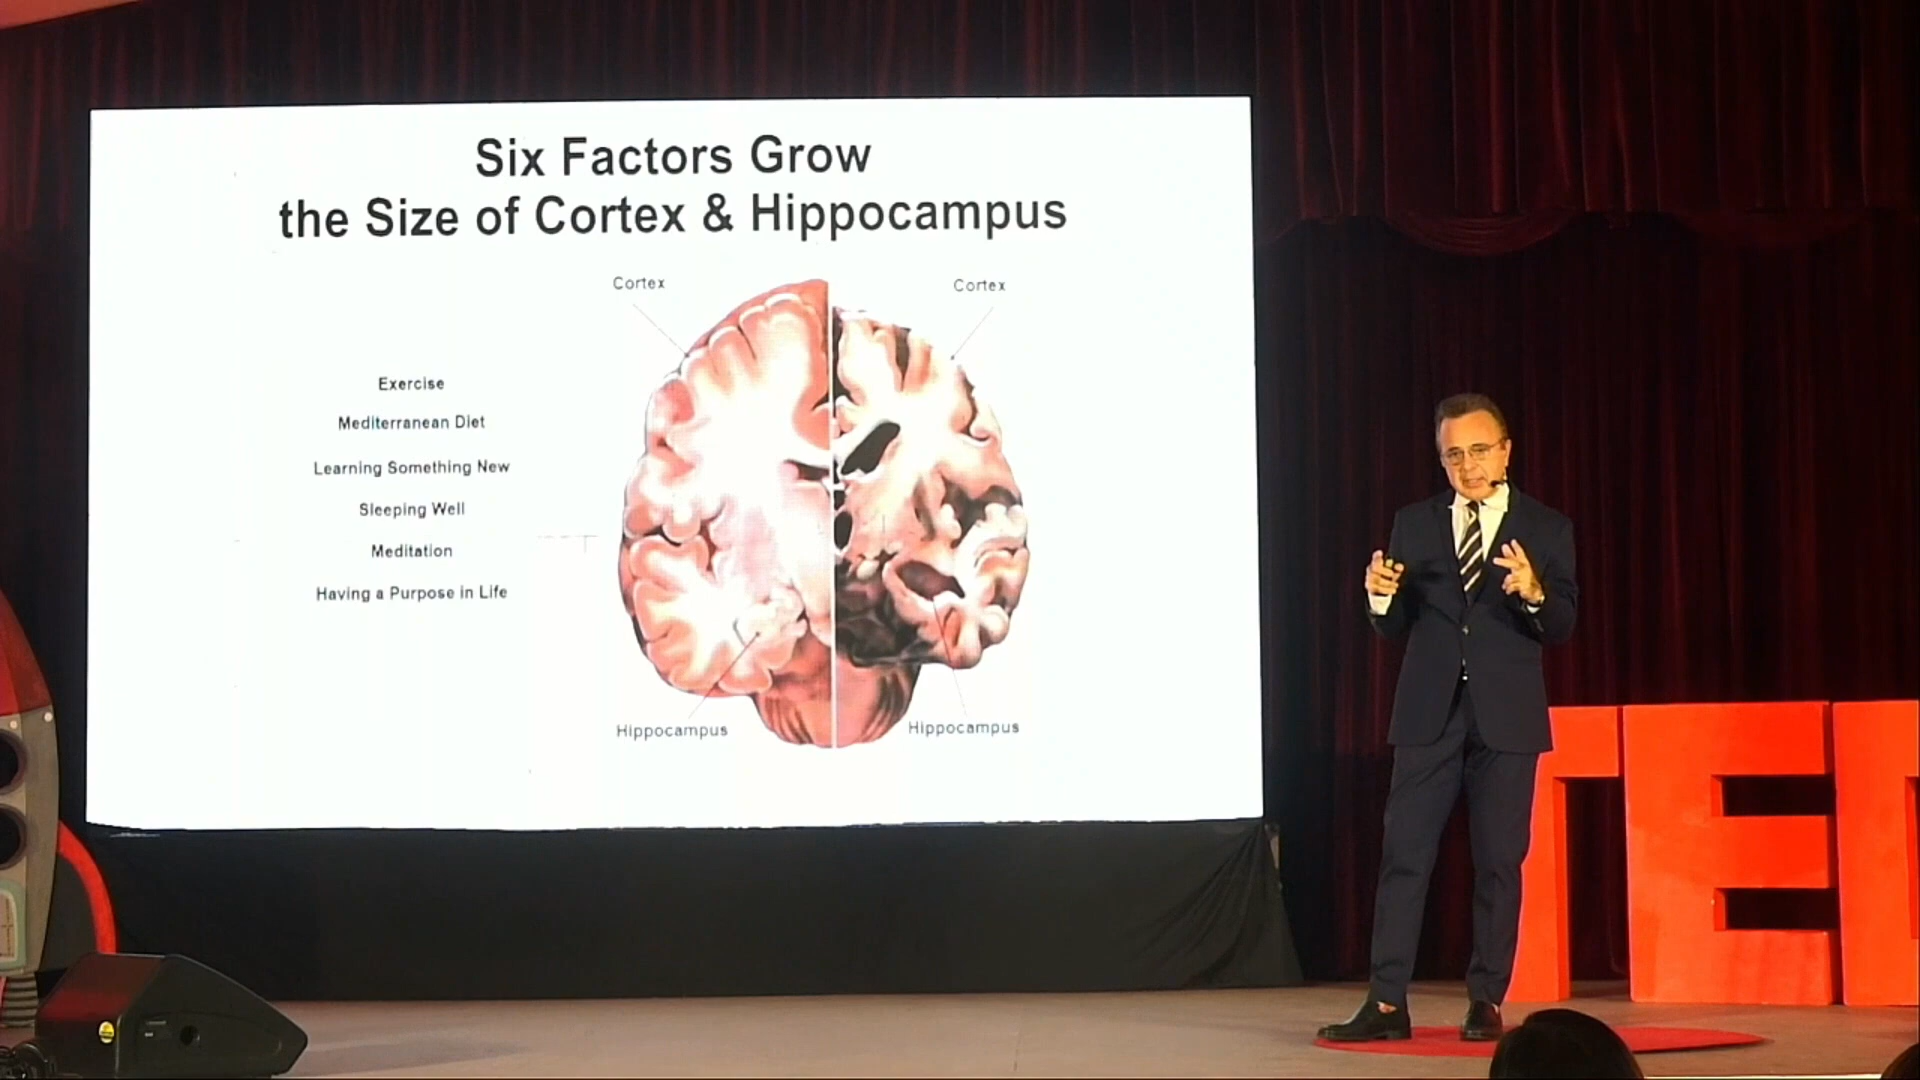 Six Factors Grow
the Size of Cortex & Hippocampus
Cortex
Cortex
Exercise
Mediterranean Diet
Learning Something New
Sleeping Well
Meditation
Having a Purpose in Life
Hippocampus
Hippocampus
TED